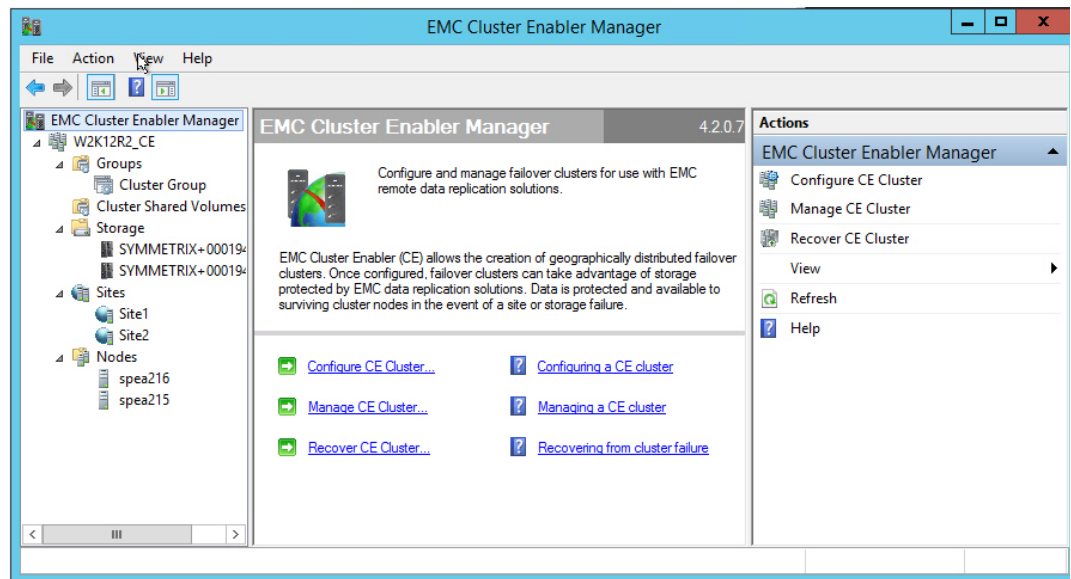 EMC Cluster Enabler Manager
File Action View Help
EMC Cluster Enabler Manager
W2K12R2_CE
Groups
Cluster Group
Cluster Shared Volumes
Storage
SYMMETRIX+000194
SYMMETRIX+000194
Sites
Site1
Site2
Nodes
spea216
spea215
EMC Cluster Enabler Manager 4.2.0.7
Configure and manage failover clusters for use with EMC
remote data replication solutions.
EMC Cluster Enabler (CE) allows the creation of geographically distributed failover
clusters. Once configured, failover clusters can take advantage of storage
protected by EMC data replication solutions. Data is protected and available to
surviving cluster nodes in the event of a site or storage failure.
Configure CE Cluster... Configuring a CE cluster
Manage CE Cluster... Managing a CE cluster
Recover CE Cluster... Recovering from cluster failure
Actions
EMC Cluster Enabler Manager
Configure CE Cluster
Manage CE Cluster
Recover CE Cluster
View
Refresh
Help